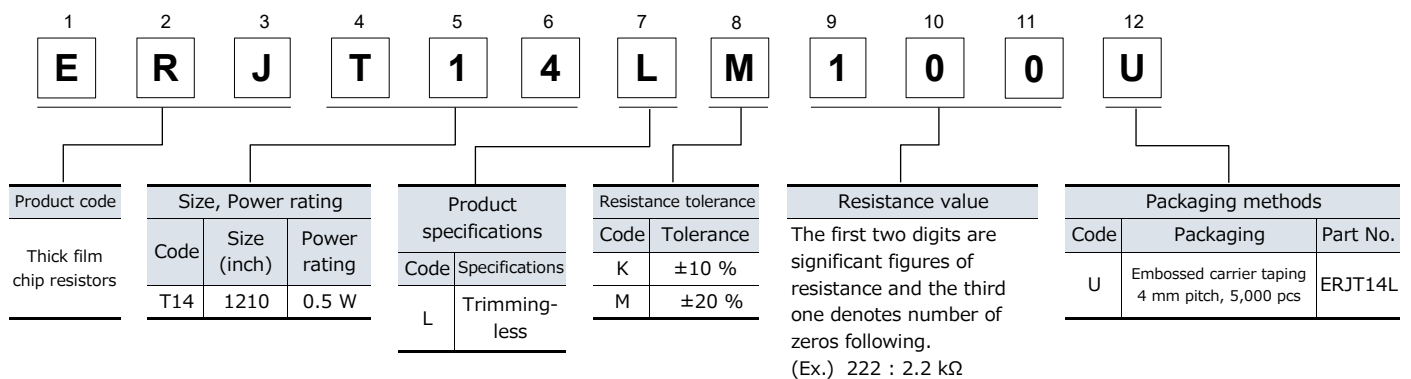 1 2 3 4 5 6 7 8 9 10 11 12
E R J T 1 4 L M 1 0 0 U
Product code
Thick film
chip resistors
Size, Power rating
Code Size (inch) Power rating
T14 1210 0.5 W
Product
specifications
Code Specifications
L Trimming-
less
Resistance tolerance
Code Tolerance
K ±10 %
M ±20 %
Resistance value
The first two digits are
significant figures of
resistance and the third
one denotes number of
zeros following.
(Ex.) 222 : 2.2 kΩ
Packaging methods
Code Packaging Part No.
U Embossed carrier taping
4 mm pitch, 5,000 pcs ERJT14L